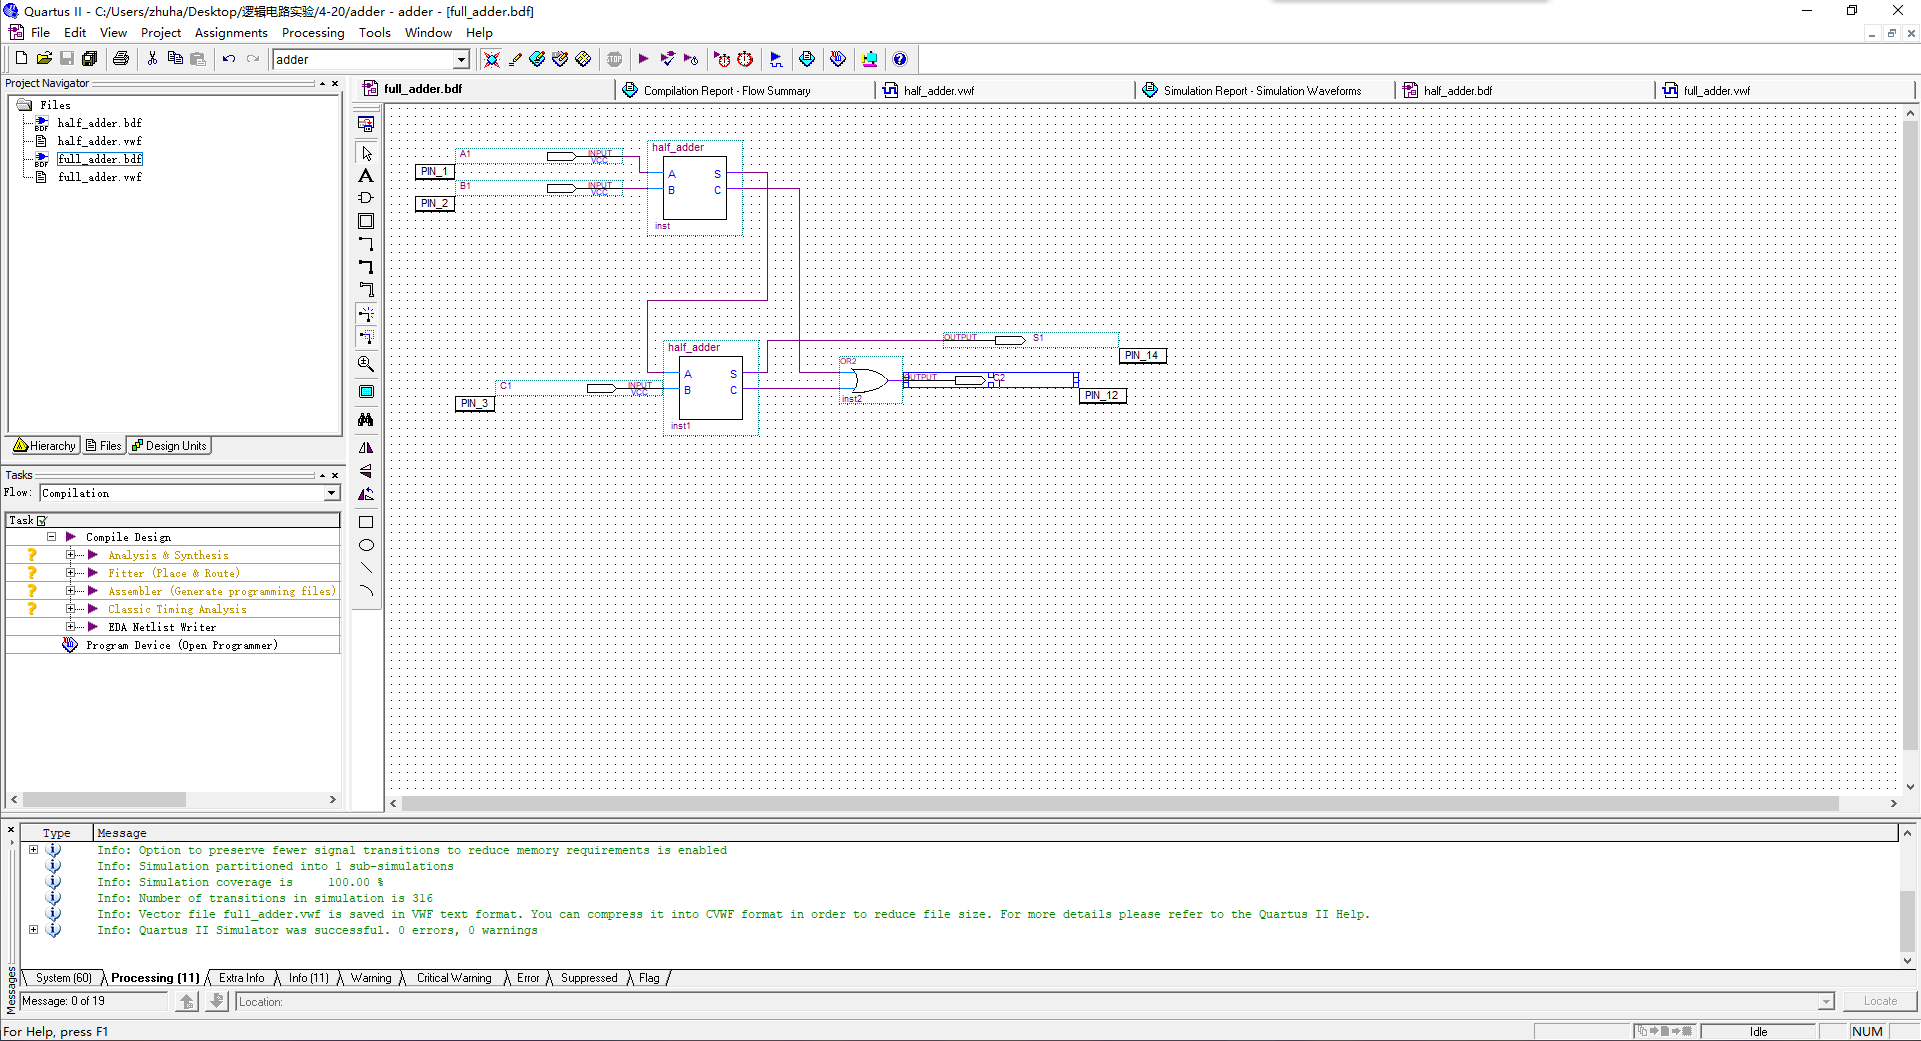 Quartus II - C:/Users/zhuha/Desktop/逻辑电路实验/4-20/adder - adder - [full_adder.bdf]
File Edit View Project Assignments Processing Tools Window Help
adder
Project Navigator
Files
half_adder.bdf
half_adder.vwf
full_adder.bdf
full_adder.vwf
Hierarchy Files Design Units
Tasks
Flow: Compilation
Task
Compile Design
Analysis & Synthesis
Fitter (Place & Route)
Assembler (Generate programming files)
Classic Timing Analysis
EDA Netlist Writer
Program Device (Open Programmer)
full_adder.bdf Compilation Report - Flow Summary half_adder.vwf Simulation Report - Simulation Waveforms half_adder.bdf full_adder.vwf
A1 INPUT VCC
PIN_1
B1 INPUT VCC
PIN_2
half_adder
A S
B C
inst
C1 INPUT VCC
PIN_3
half_adder
A S
B C
inst1
OR2
inst2
OUTPUT S1
PIN_14
OUTPUT C2
PIN_12
Type Message
Info: Option to preserve fewer signal transitions to reduce memory requirements is enabled
Info: Simulation partitioned into 1 sub-simulations
Info: Simulation coverage is 100.00 %
Info: Number of transitions in simulation is 316
Info: Vector file full_adder.vwf is saved in VWF text format. You can compress it into CVWF format in order to reduce file size. For more details please refer to the Quartus II Help.
Info: Quartus II Simulator was successful. 0 errors, 0 warnings
System (60) Processing (11) Extra Info Info (11) Warning Critical Warning Error Suppressed Flag
Messages
Message: 0 of 19 Location: Locate
For Help, press F1 Idle NUM